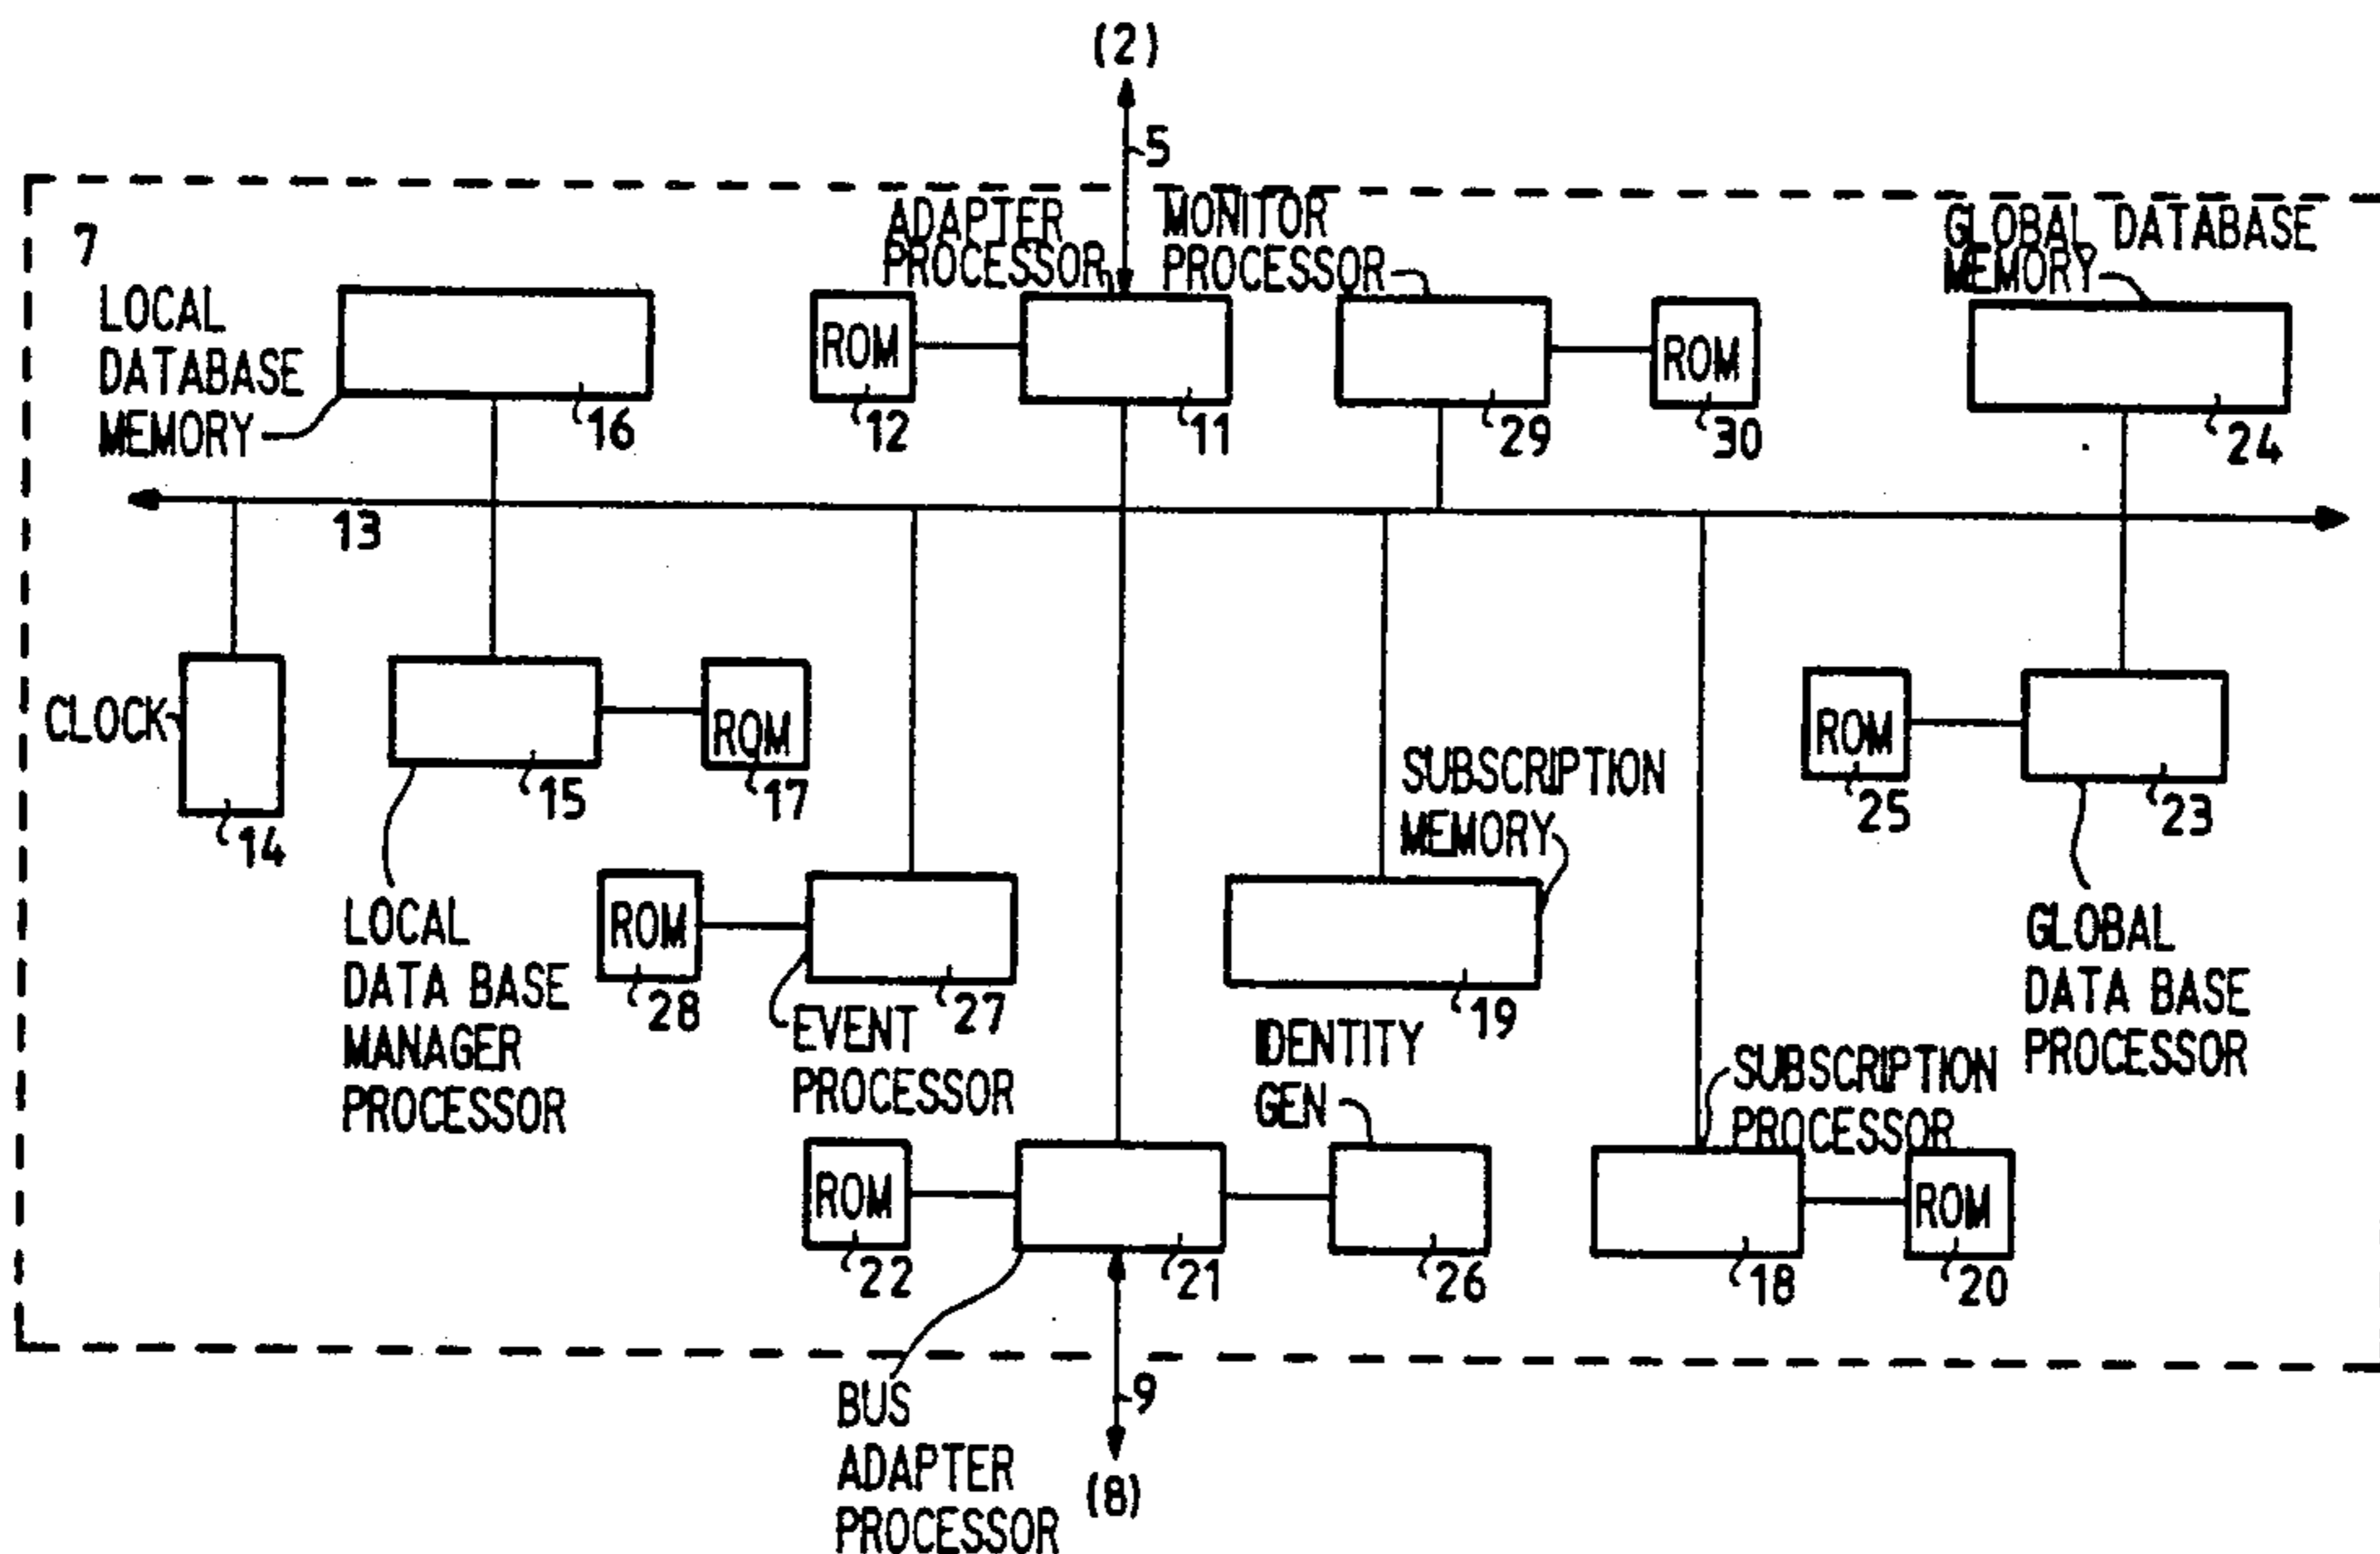 (2)
5
7
ADAPTER
PROCESSOR
MONITOR
PROCESSOR
GLOBAL DATABASE
MEMORY
LOCAL
DATABASE
MEMORY
16
ROM
12
11
29
ROM
30
24
13
CLOCK
14
15
ROM
17
LOCAL
DATA BASE
MANAGER
PROCESSOR
ROM
28
27
EVENT
PROCESSOR
SUBSCRIPTION
MEMORY
19
ROM
25
23
GLOBAL
DATA BASE
PROCESSOR
IDENTITY
GEN
SUBSCRIPTION
PROCESSOR
ROM
22
21
26
18
ROM
20
BUS
ADAPTER
PROCESSOR
9
(8)